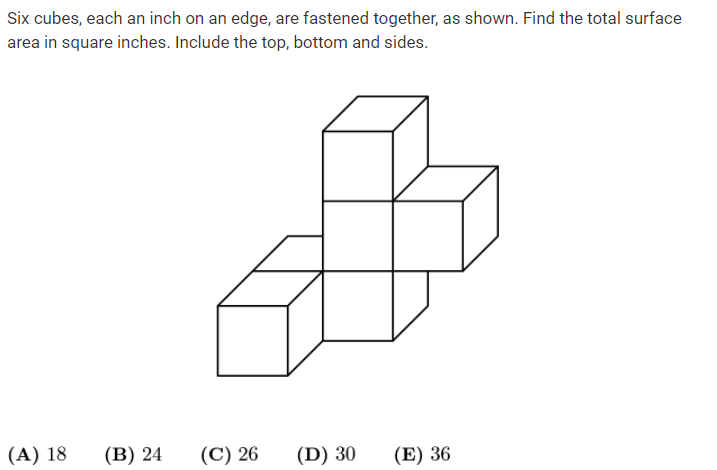 Six cubes, each an inch on an edge, are fastened together, as shown. Find the total surface
area in square inches. Include the top, bottom and sides.
(A) 18 (B) 24 (C) 26 (D) 30 (E) 36